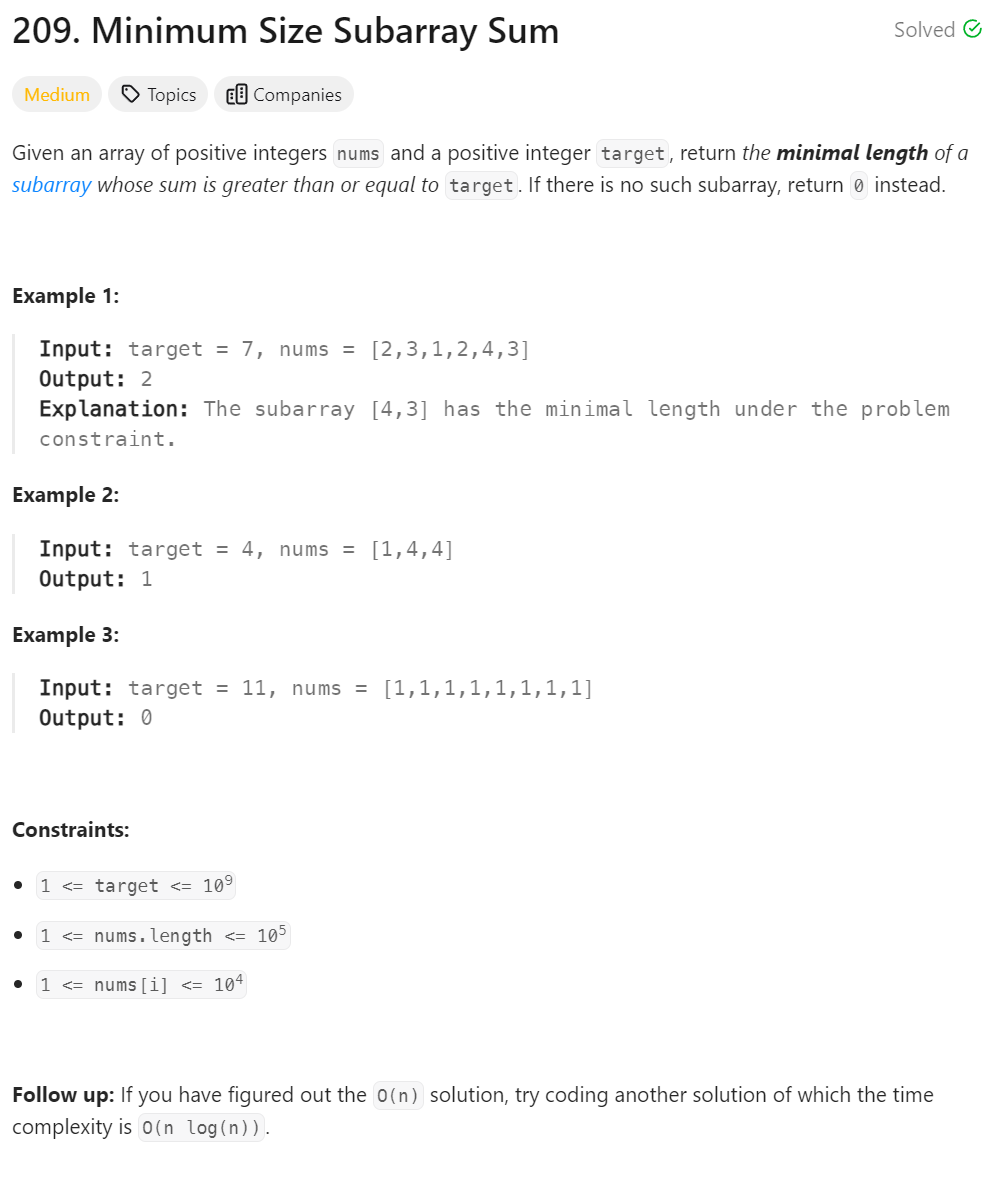 209. Minimum Size Subarray Sum
Solved
Medium Topics Companies
Given an array of positive integers nums and a positive integer target, return the minimal length of a
subarray whose sum is greater than or equal to target. If there is no such subarray, return 0 instead.
Example 1:
Input: target = 7, nums = [2,3,1,2,4,3]
Output: 2
Explanation: The subarray [4,3] has the minimal length under the problem
constraint.
Example 2:
Input: target = 4, nums = [1,4,4]
Output: 1
Example 3:
Input: target = 11, nums = [1,1,1,1,1,1,1,1]
Output: 0
Constraints:
• 1 <= target <= 10⁹
• 1 <= nums.length <= 10⁵
• 1 <= nums[i] <= 10⁴
Follow up: If you have figured out the O(n) solution, try coding another solution of which the time
complexity is O(n log(n)).